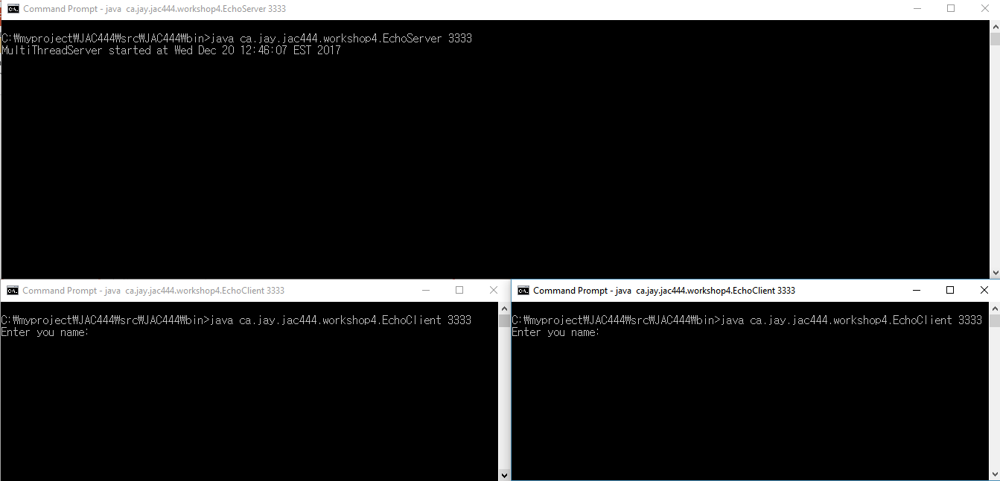 Command Prompt - java  ca.jay.jac444.workshop4.EchoServer 3333
C:₩myproject₩JAC444₩src₩JAC444₩bin>java ca.jay.jac444.workshop4.EchoServer 3333
MultiThreadServer started at Wed Dec 20 12:46:07 EST 2017
Command Prompt - java  ca.jay.jac444.workshop4.EchoClient 3333
C:₩myproject₩JAC444₩src₩JAC444₩bin>java ca.jay.jac444.workshop4.EchoClient 3333
Enter you name:
Command Prompt - java  ca.jay.jac444.workshop4.EchoClient 3333
C:₩myproject₩JAC444₩src₩JAC444₩bin>java ca.jay.jac444.workshop4.EchoClient 3333
Enter you name: